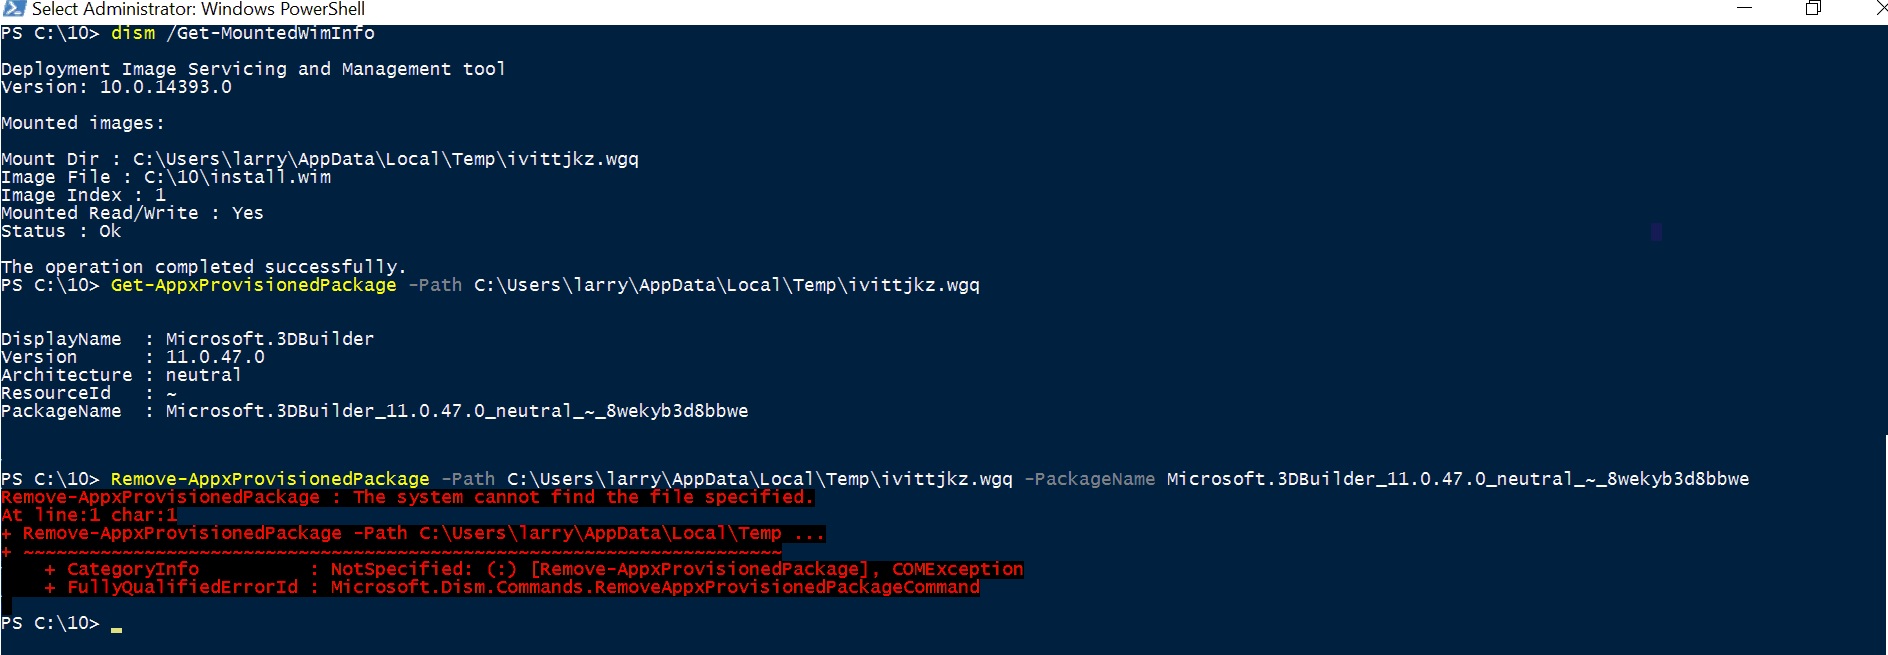 Select Administrator: Windows PowerShell
PS C:\10> dism /Get-MountedWimInfo
Deployment Image Servicing and Management tool
Version: 10.0.14393.0
Mounted images:
Mount Dir : C:\Users\larry\AppData\Local\Temp\ivittjkz.wgq
Image File : C:\10\install.wim
Image Index : 1
Mounted Read/Write : Yes
Status : Ok
The operation completed successfully.
PS C:\10> Get-AppxProvisionedPackage -Path C:\Users\larry\AppData\Local\Temp\ivittjkz.wgq
DisplayName  : Microsoft.3DBuilder
Version      : 11.0.47.0
Architecture : neutral
ResourceId   : ~
PackageName  : Microsoft.3DBuilder_11.0.47.0_neutral_~_8wekyb3d8bbwe
PS C:\10> Remove-AppxProvisionedPackage -Path C:\Users\larry\AppData\Local\Temp\ivittjkz.wgq -PackageName Microsoft.3DBuilder_11.0.47.0_neutral_~_8wekyb3d8bbwe
Remove-AppxProvisionedPackage : The system cannot find the file specified.
At line:1 char:1
+ Remove-AppxProvisionedPackage -Path C:\Users\larry\AppData\Local\Temp ...
+ ~~~~~~~~~~~~~~~~~~~~~~~~~~~~~~~~~~~~~~~~~~~~~~~~~~~~~~~~~~~~~~~~~~~~~
    + CategoryInfo          : NotSpecified: (:) [Remove-AppxProvisionedPackage], COMException
    + FullyQualifiedErrorId : Microsoft.Dism.Commands.RemoveAppxProvisionedPackageCommand
PS C:\10> _